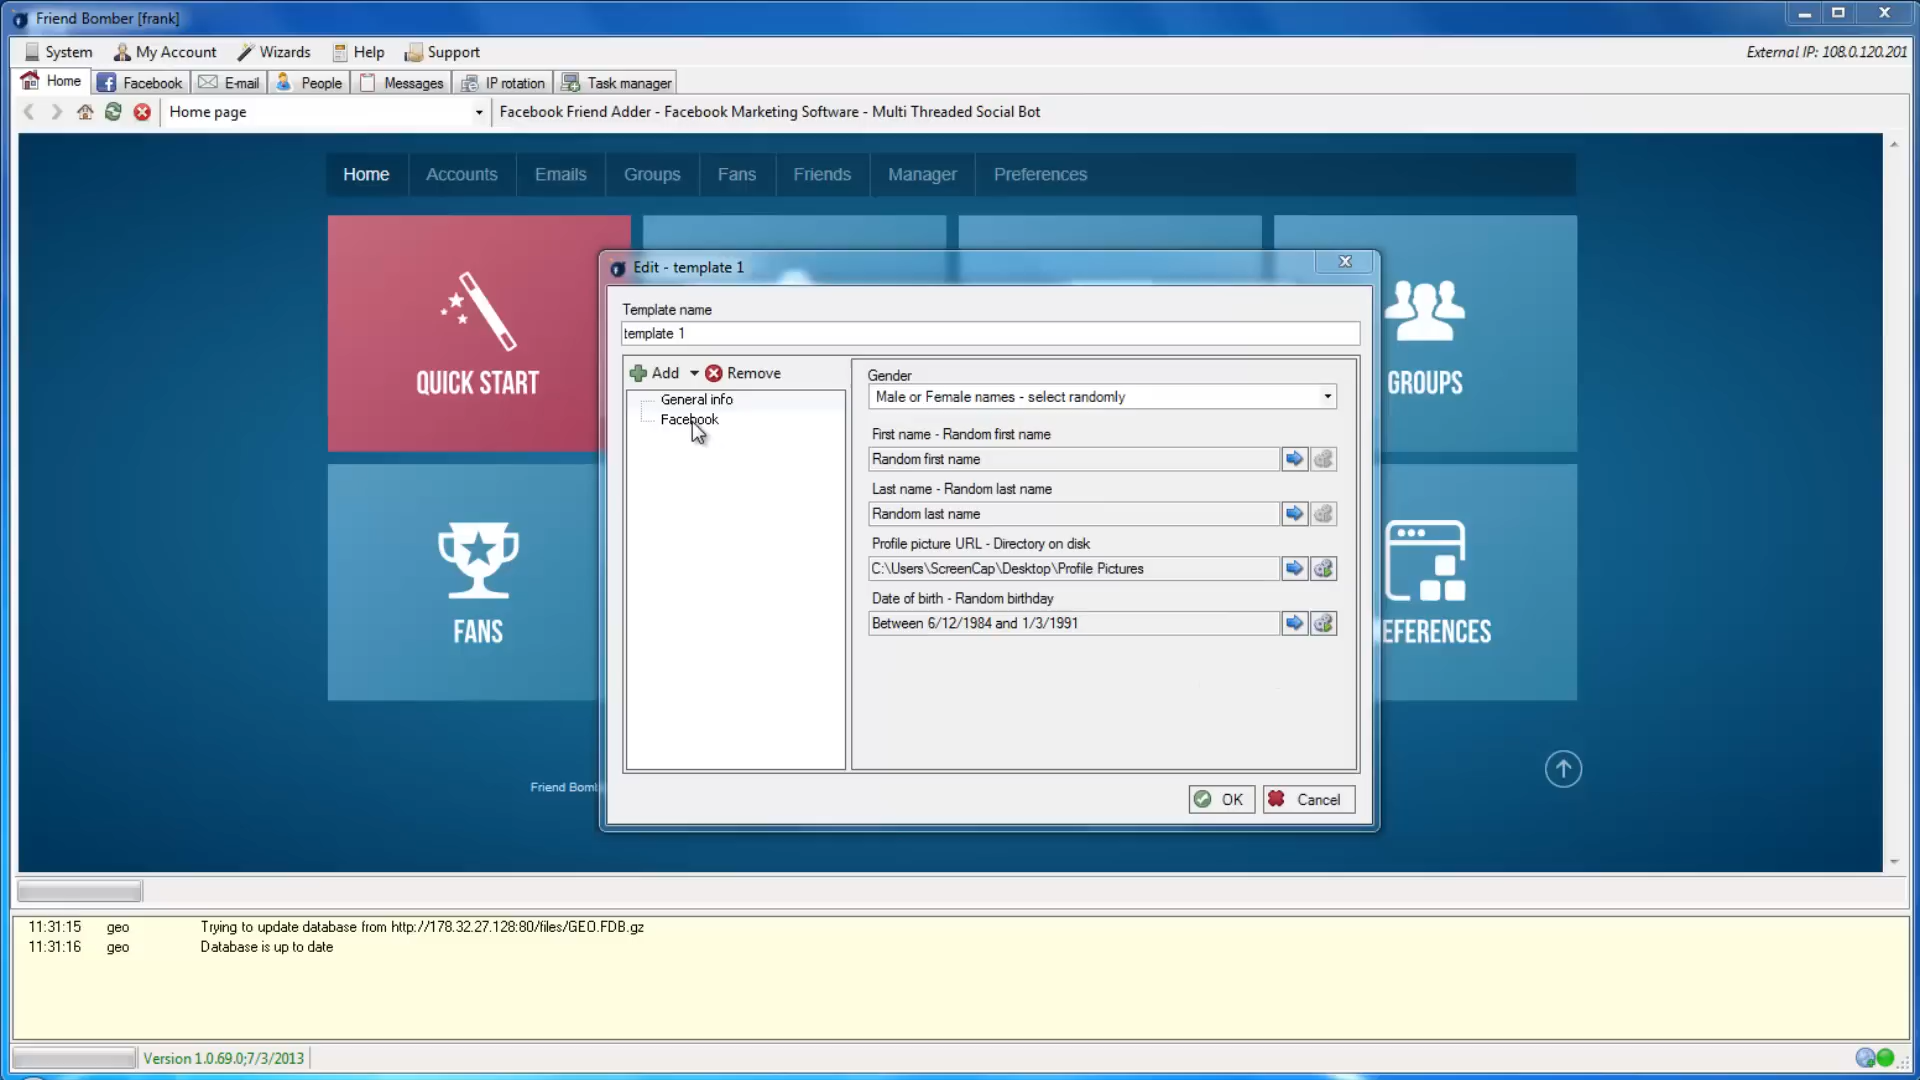 Friend Bomber [frank]
System My Account Wizards Help Support External IP: 108.0.120.201
Home Facebook E-mail People Messages IP rotation Task manager
Home page Facebook Friend Adder - Facebook Marketing Software - Multi Threaded Social Bot
Home Accounts Emails Groups Fans Friends Manager Preferences
QUICK START
GROUPS
FANS
EFERENCES
Friend Bomb
Edit - template 1
Template name
template 1
Add Remove
General info
Facebook
Gender
Male or Female names - select randomly
First name - Random first name
Random first name
Last name - Random last name
Random last name
Profile picture URL - Directory on disk
C:\Users\ScreenCap\Desktop\Profile Pictures
Date of birth - Random birthday
Between 6/12/1984 and 1/3/1991
OK Cancel
11:31:15 geo Trying to update database from http://178.32.27.128:80/files/GEO.FDB.gz
11:31:16 geo Database is up to date
Version 1.0.69.0;7/3/2013